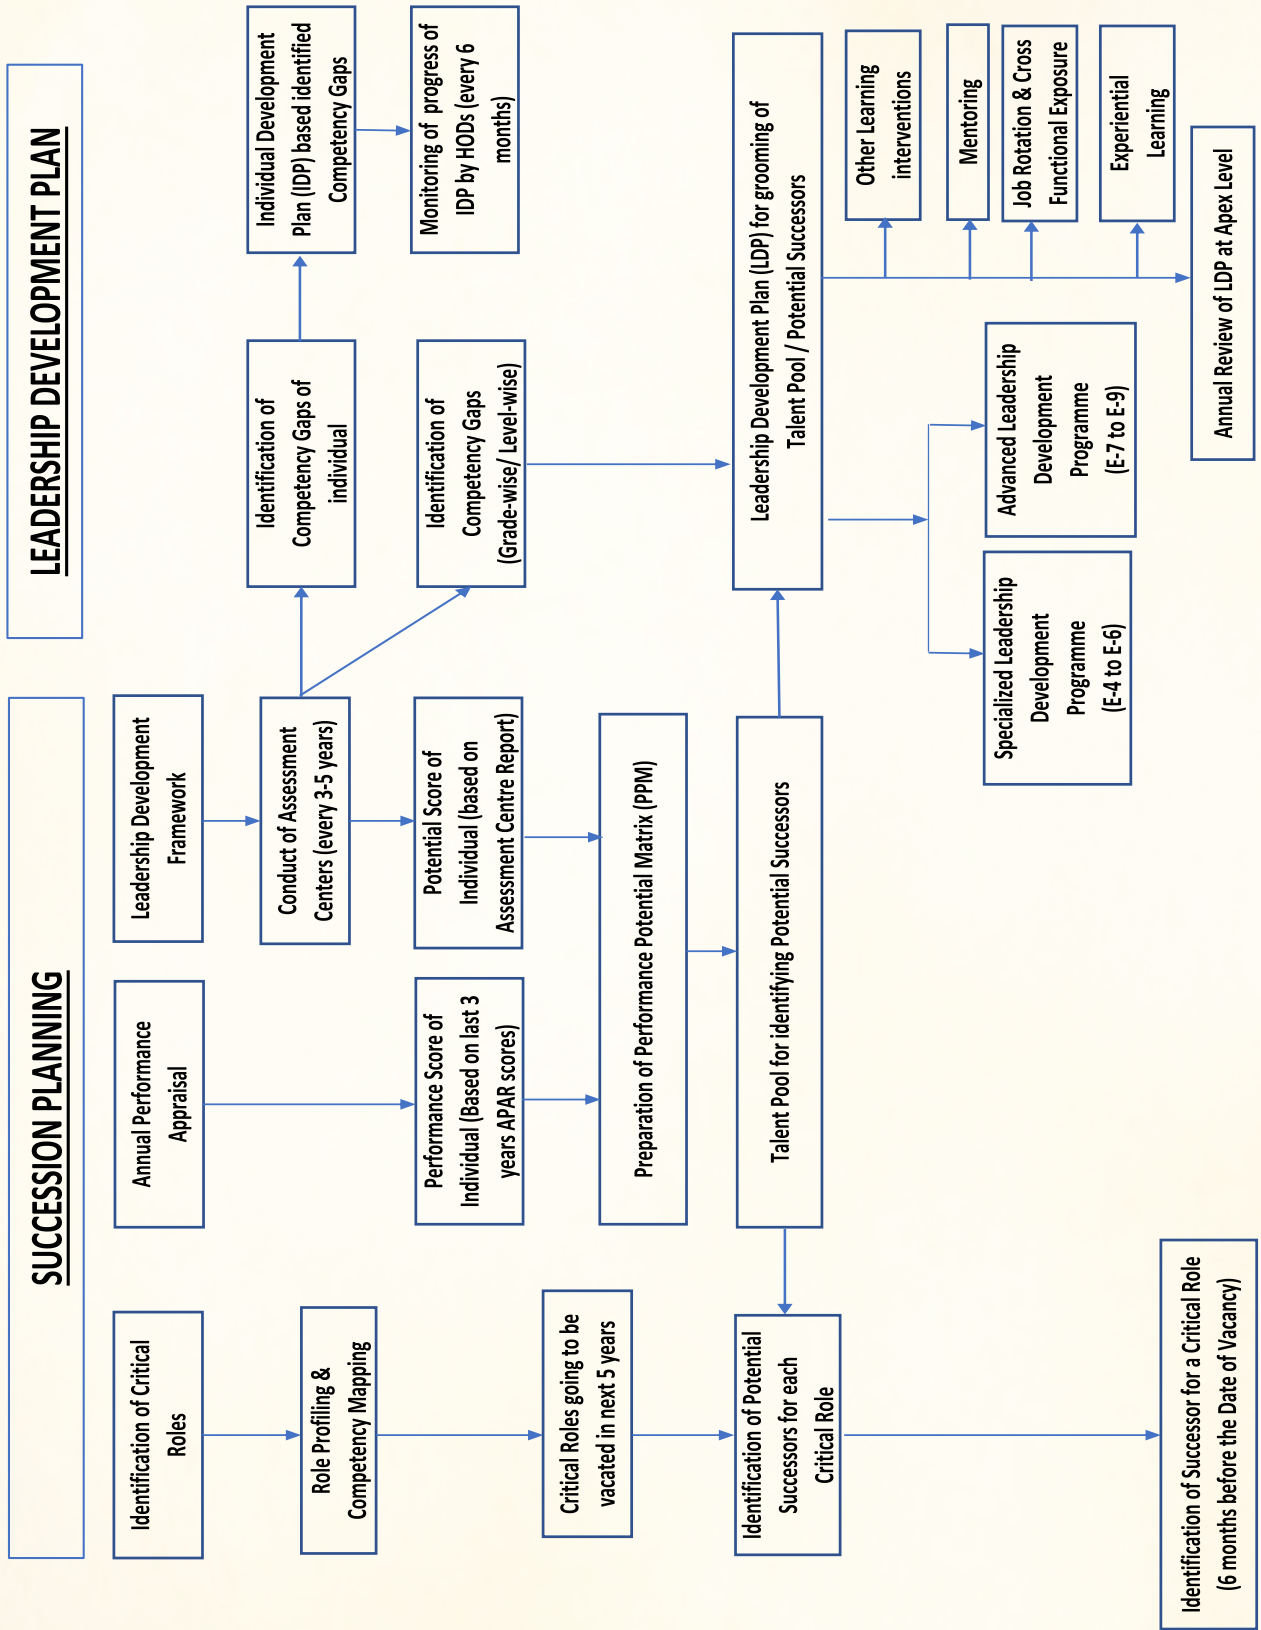 SUCCESSION PLANNING
LEADERSHIP DEVELOPMENT PLAN
Identification of Critical
Roles
Annual Performance
Appraisal
Leadership Development
Framework
Role Profiling &
Competency Mapping
Conduct of Assessment
Centers (every 3-5 years)
Identification of
Competency Gaps of
individual
Individual Development
Plan (IDP) based identified
Competency Gaps
Performance Score of
Individual (Based on last 3
years APAR scores)
Potential Score of
Individual (based on
Assessment Centre Report)
Identification of
Competency Gaps
(Grade-wise/ Level-wise)
Monitoring of progress of
IDP by HODs (every 6
months)
Critical Roles going to be
vacated in next 5 years
Preparation of Performance Potential Matrix (PPM)
Identification of Potential
Successors for each
Critical Role
Talent Pool for identifying Potential Successors
Leadership Development Plan (LDP) for grooming of
Talent Pool / Potential Successors
Other Learning
interventions
Mentoring
Job Rotation & Cross
Functional Exposure
Experiential
Learning
Specialized Leadership
Development
Programme
(E-4 to E-6)
Advanced Leadership
Development
Programme
(E-7 to E-9)
Identification of Successor for a Critical Role
(6 months before the Date of Vacancy)
Annual Review of LDP at Apex Level